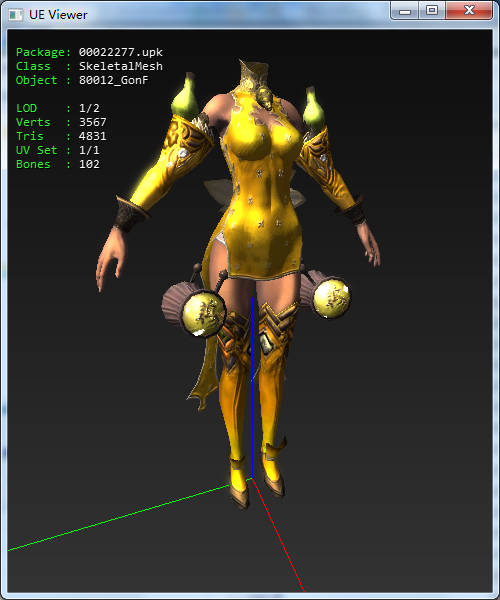 UE Viewer
Package: 00022277.upk
Class  : SkeletalMesh
Object : 80012_GonF
LOD    : 1/2
Verts  : 3567
Tris   : 4831
UV Set : 1/1
Bones  : 102